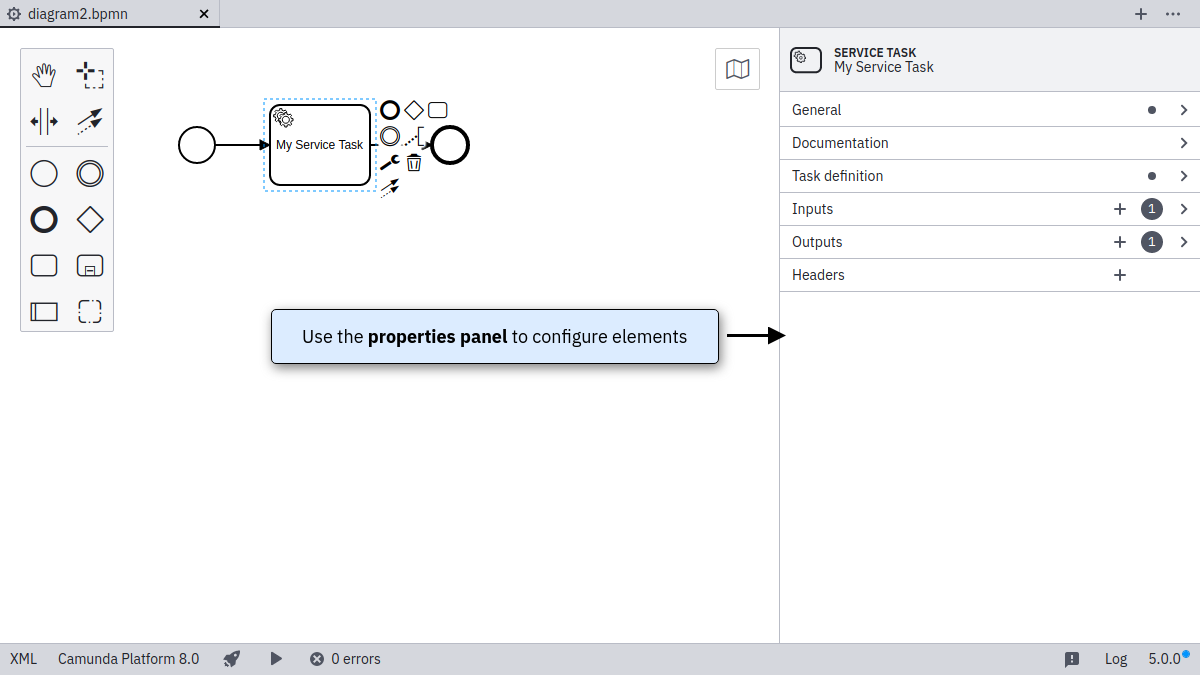 diagram2.bpmn
SERVICE TASK
My Service Task
General
Documentation
Task definition
Inputs
1
Outputs
1
Headers
My Service Task
Use the properties panel to configure elements
XML
Camunda Platform 8.0
0 errors
Log
5.0.0